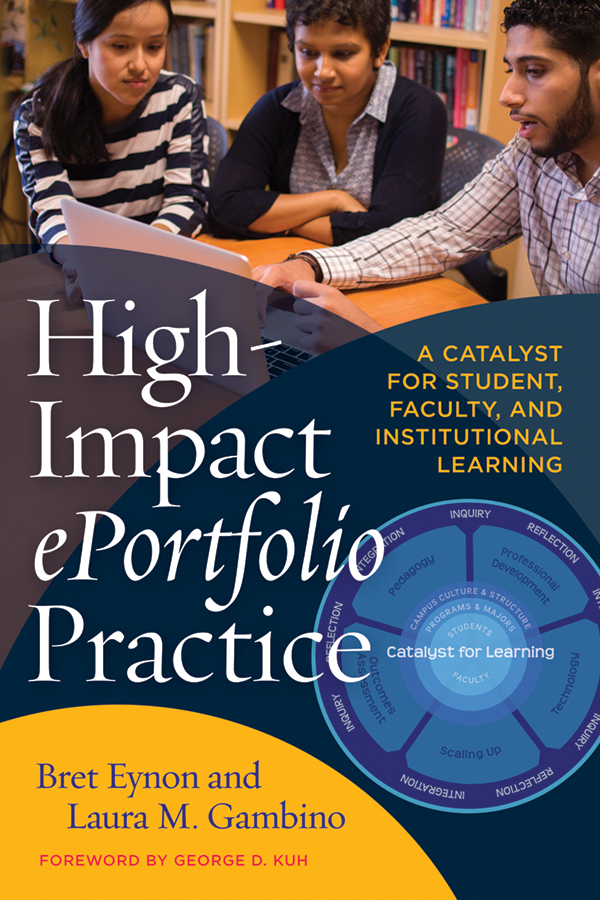 High-
Impact
ePortfolio
Practice
A CATALYST
FOR STUDENT,
FACULTY, AND
INSTITUTIONAL
LEARNING
INTEGRATION
INQUIRY
REFLECTION
INQUIRY
REFLECTION
INTEGRATION
INQUIRY
REFLECTION
Pedagogy
Professional
Development
Technology
Scaling Up
Outcomes
Assessment
CAMPUS CULTURE & STRUCTURE
PROGRAMS & MAJORS
STUDENTS
Catalyst for Learning
FACULTY
Bret Eynon and
Laura M. Gambino
FOREWORD BY GEORGE D. KUH